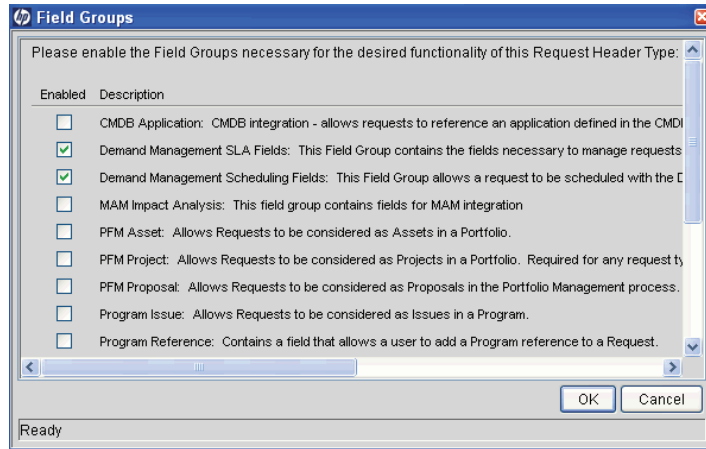 hp Field Groups
Please enable the Field Groups necessary for the desired functionality of this Request Header Type:
Enabled Description
CMDB Application: CMDB integration - allows requests to reference an application defined in the CMD
Demand Management SLA Fields: This Field Group contains the fields necessary to manage requests
Demand Management Scheduling Fields: This Field Group allows a request to be scheduled with the D
MAM Impact Analysis: This field group contains fields for MAM integration
PFM Asset: Allows Requests to be considered as Assets in a Portfolio.
PFM Project: Allows Requests to be considered as Projects in a Portfolio. Required for any request ty
PFM Proposal: Allows Requests to be considered as Proposals in the Portfolio Management process.
Program Issue: Allows Requests to be considered as Issues in a Program.
Program Reference: Contains a field that allows a user to add a Program reference to a Request.
OK Cancel
Ready